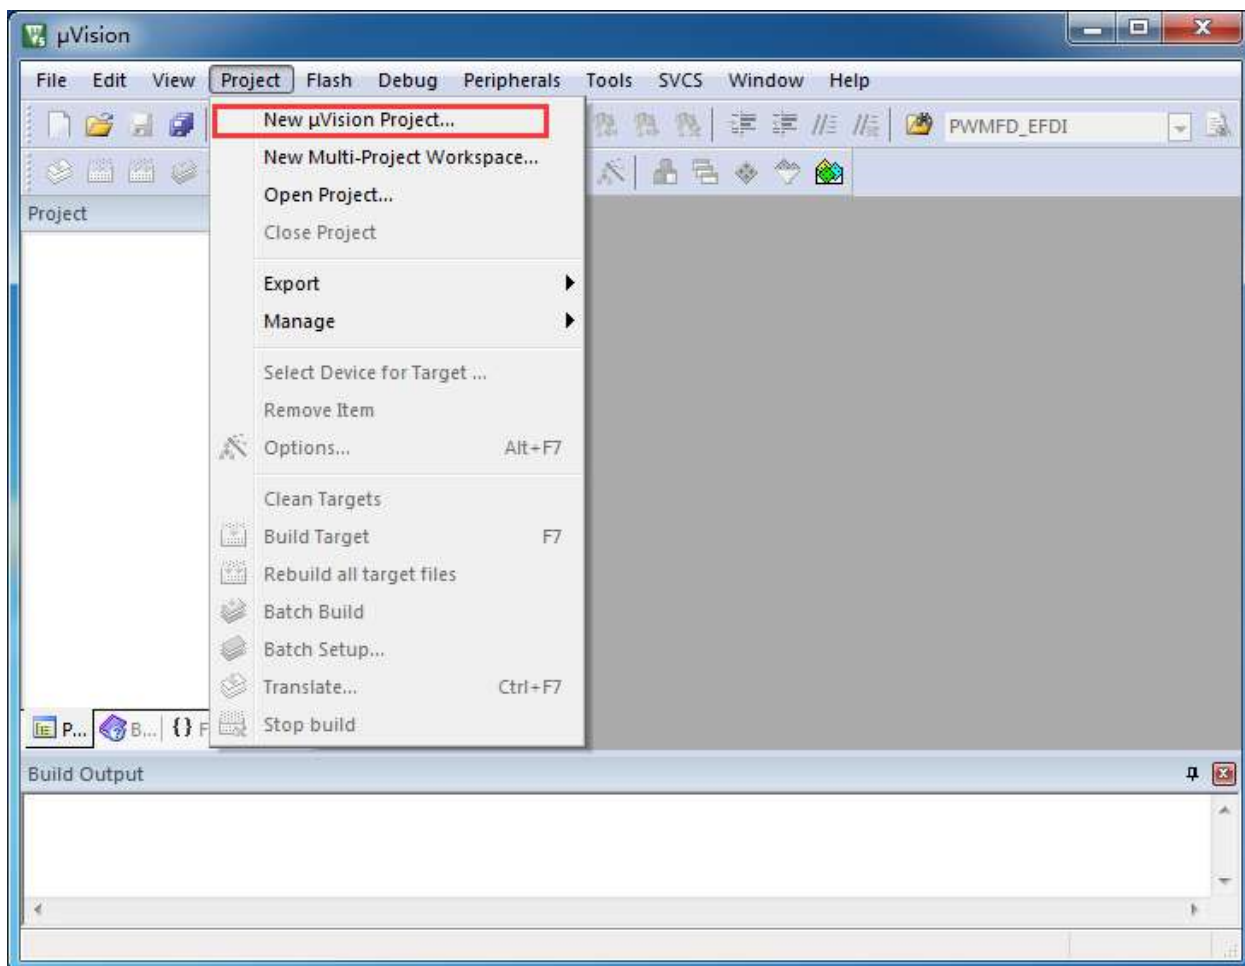 µVision
File Edit View Project Flash Debug Peripherals Tools SVCS Window Help
PWMFD_EFDI
Project
New µVision Project...
New Multi-Project Workspace...
Open Project...
Close Project
Export
Manage
Select Device for Target ...
Remove Item
Options... Alt+F7
Clean Targets
Build Target F7
Rebuild all target files
Batch Build
Batch Setup...
Translate... Ctrl+F7
Stop build
P... B... {} F
Build Output